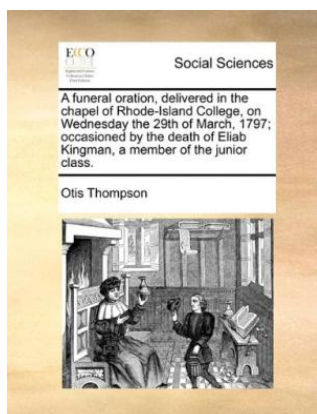 ECCO
Social Sciences
A funeral oration, delivered in the
chapel of Rhode-Island College, on
Wednesday the 29th of March, 1797;
occasioned by the death of Eliab
Kingman, a member of the junior
class.
Otis Thompson